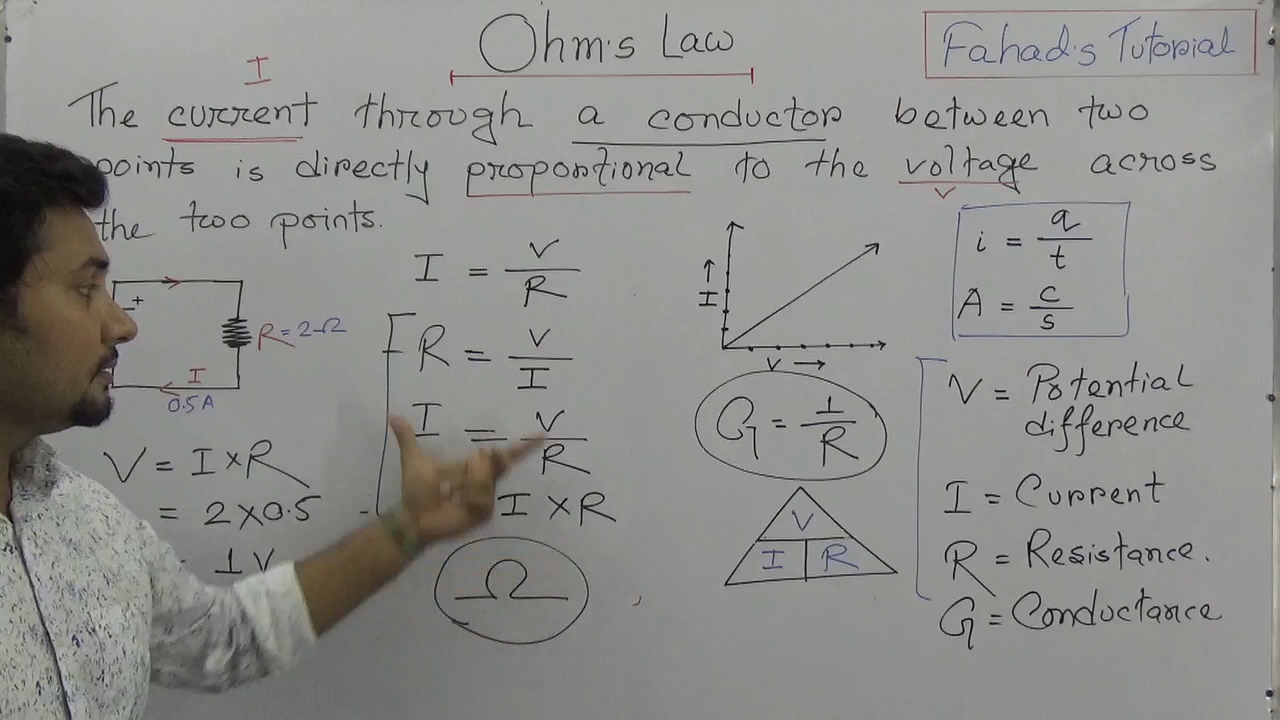 Ohm's Law
Fahad's Tutorial
I
The current through a conductor between two
points is directly proportional to the voltage across
V
the two points.
+
R=2Ω
I
0.5A
V = I×R
= 2×0.5
1V
I = V/R
R = V/I
I = V/R
I×R
Ω
I →
V →
G = 1/R
V
I R
i = q/t
A = C/s
V = Potential
difference
I = Current
R = Resistance.
G = Conductance